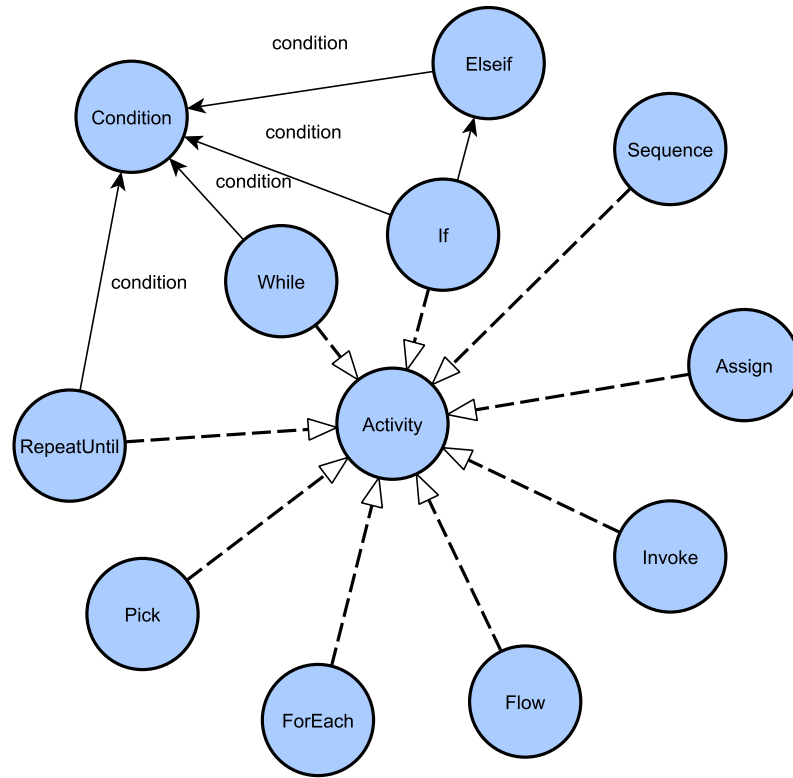 condition
Elseif
Condition
condition
Sequence
condition
If
While
condition
Assign
Activity
RepeatUntil
Invoke
Pick
Flow
ForEach